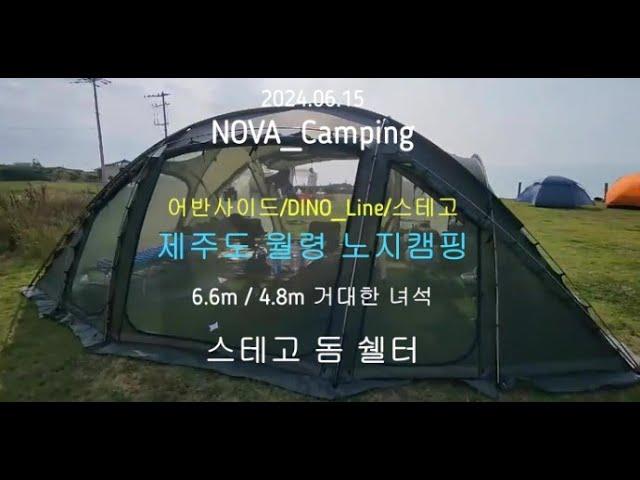 2024.06.15
NOVA_Camping
어반사이드/DINO_Line/스테고
제주도 월령 노지캠핑
6.6m / 4.8m 거대한 녀석
스테고 돔 쉘터